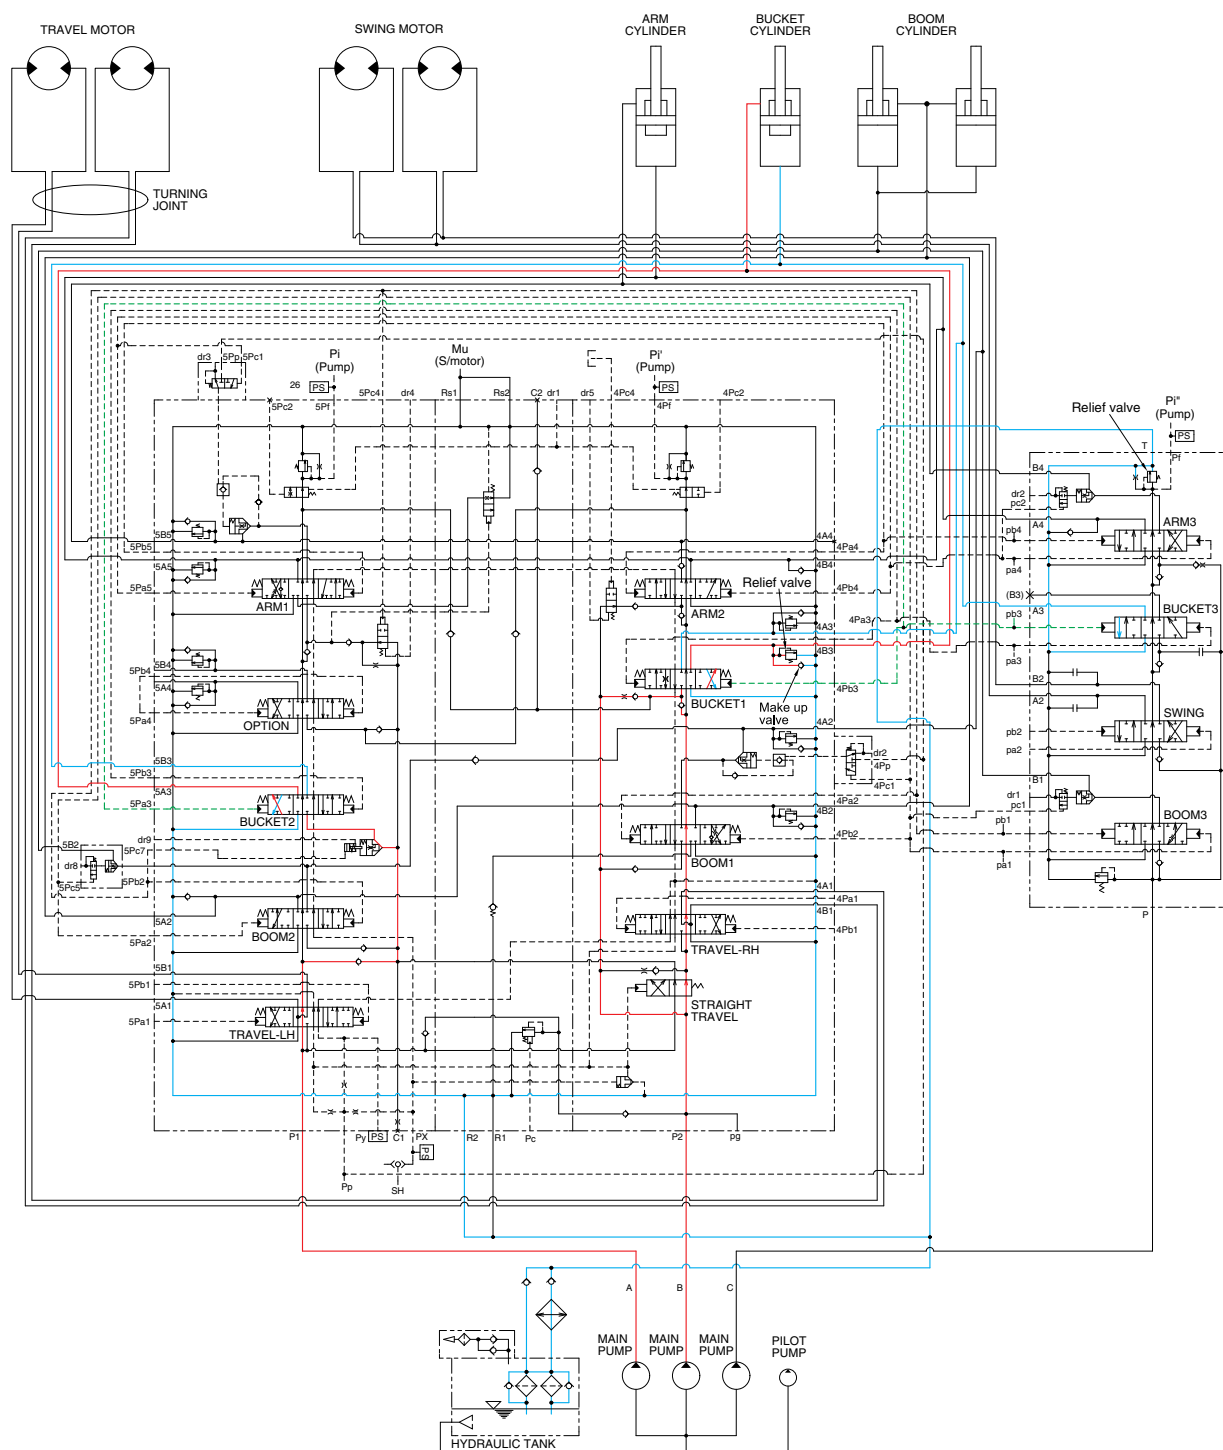 TRAVEL MOTOR
SWING MOTOR
ARM
CYLINDER
BUCKET
CYLINDER
BOOM
CYLINDER
TURNING
JOINT
dr3
5Pp
5Pc1
Pi
(Pump)
26
PS
5Pc2
5Pf
5Pc4
dr4
Mu
(S/motor)
Rs1
Rs2
C2
dr1
dr5
4Pc4
Pi'
(Pump)
PS
4Pf
4Pc2
Relief valve
Pi"
(Pump)
PS
T
Pf
B4
dr2
pc2
A4
pb4
ARM3
pa4
(B3)
A3
pb3
BUCKET3
pa3
B2
A2
SWING
pb2
pa2
B1
dr1
pc1
pb1
BOOM3
pa1
P
5B5
5Pb5
5A5
5Pa5
ARM1
4A4
4Pa4
4B4
Relief valve
4Pb4
ARM2
4A3
4Pa3
4B3
4Pb3
BUCKET1
Make up
valve
5B4
5Pb4
5A4
5Pa4
OPTION
4A2
dr2
4Pp
4Pc1
5B3
5Pb3
5A3
5Pa3
BUCKET2
4Pa2
4B2
4Pb2
BOOM1
dr9
5B2
5Pc7
dr8
5Pc5
5Pb2
5A2
5Pa2
BOOM2
4A1
4Pa1
4B1
4Pb1
TRAVEL-RH
5B1
5Pb1
5A1
5Pa1
TRAVEL-LH
STRAIGHT
TRAVEL
P1
Py
PS
C1
PX
PS
R2
R1
Pc
P2
pg
Pp
SH
A
B
C
MAIN
PUMP
MAIN
PUMP
MAIN
PUMP
PILOT
PUMP
HYDRAULIC TANK